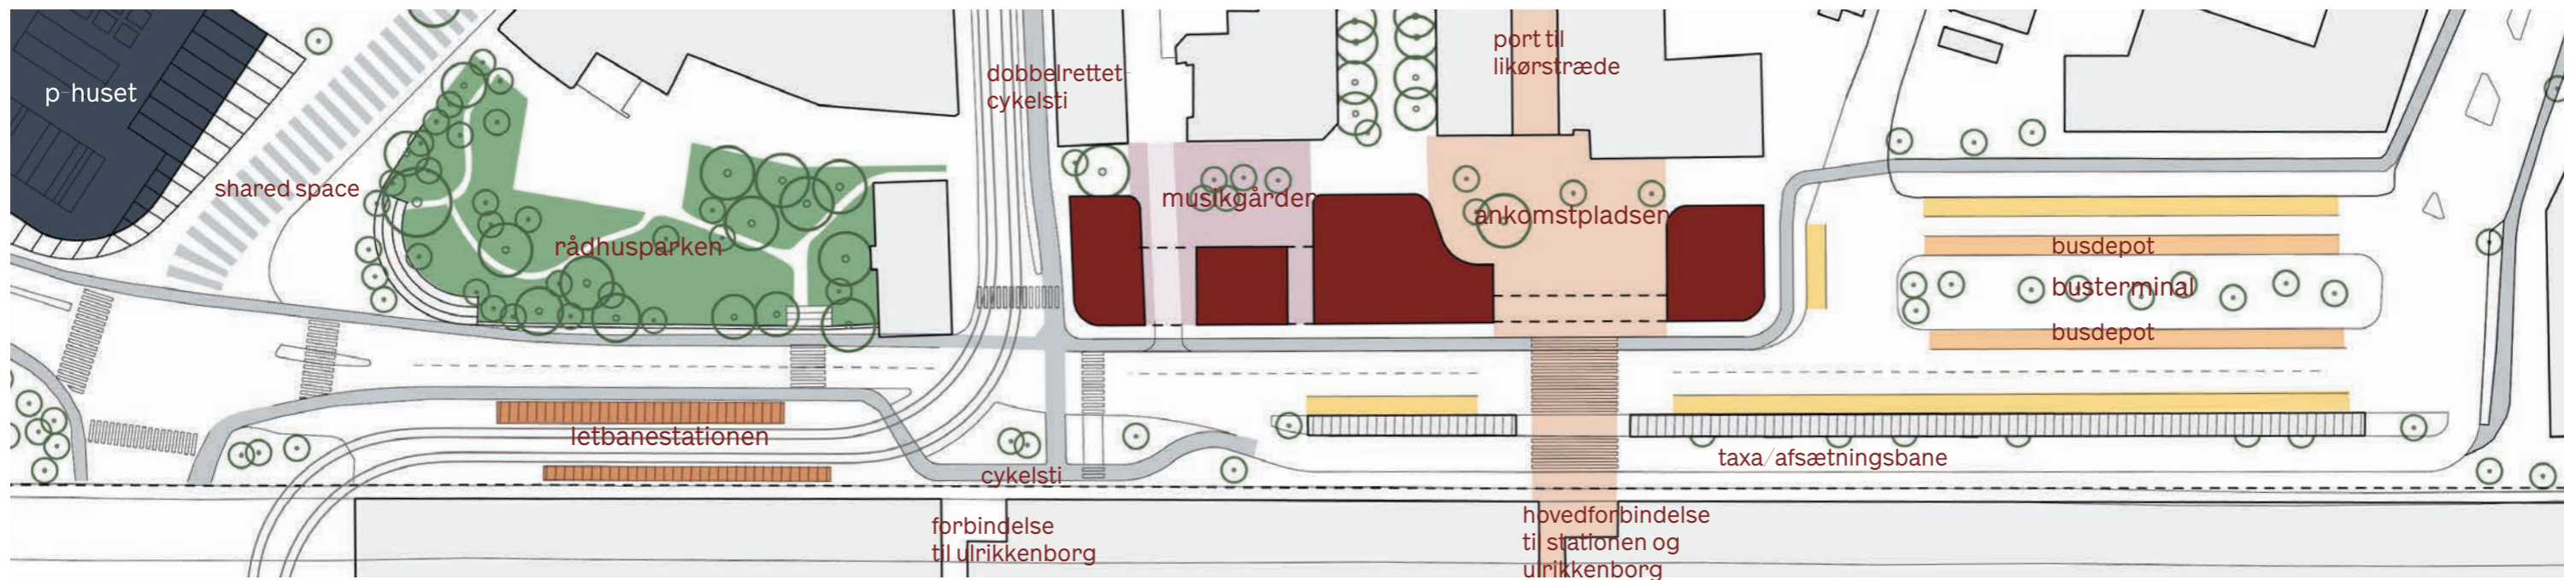 p-huset
shared space
rådhusparken
dobbelrettet
cykelsti
musikgården
port til
likørstræde
ankomstpladsen
busdepot
busterminal
busdepot
letbanestationen
cykelsti
taxa/afsætningsbane
forbindelse
til ulrikkenborg
hovedforbindelse
til stationen og
ulrikkenborg